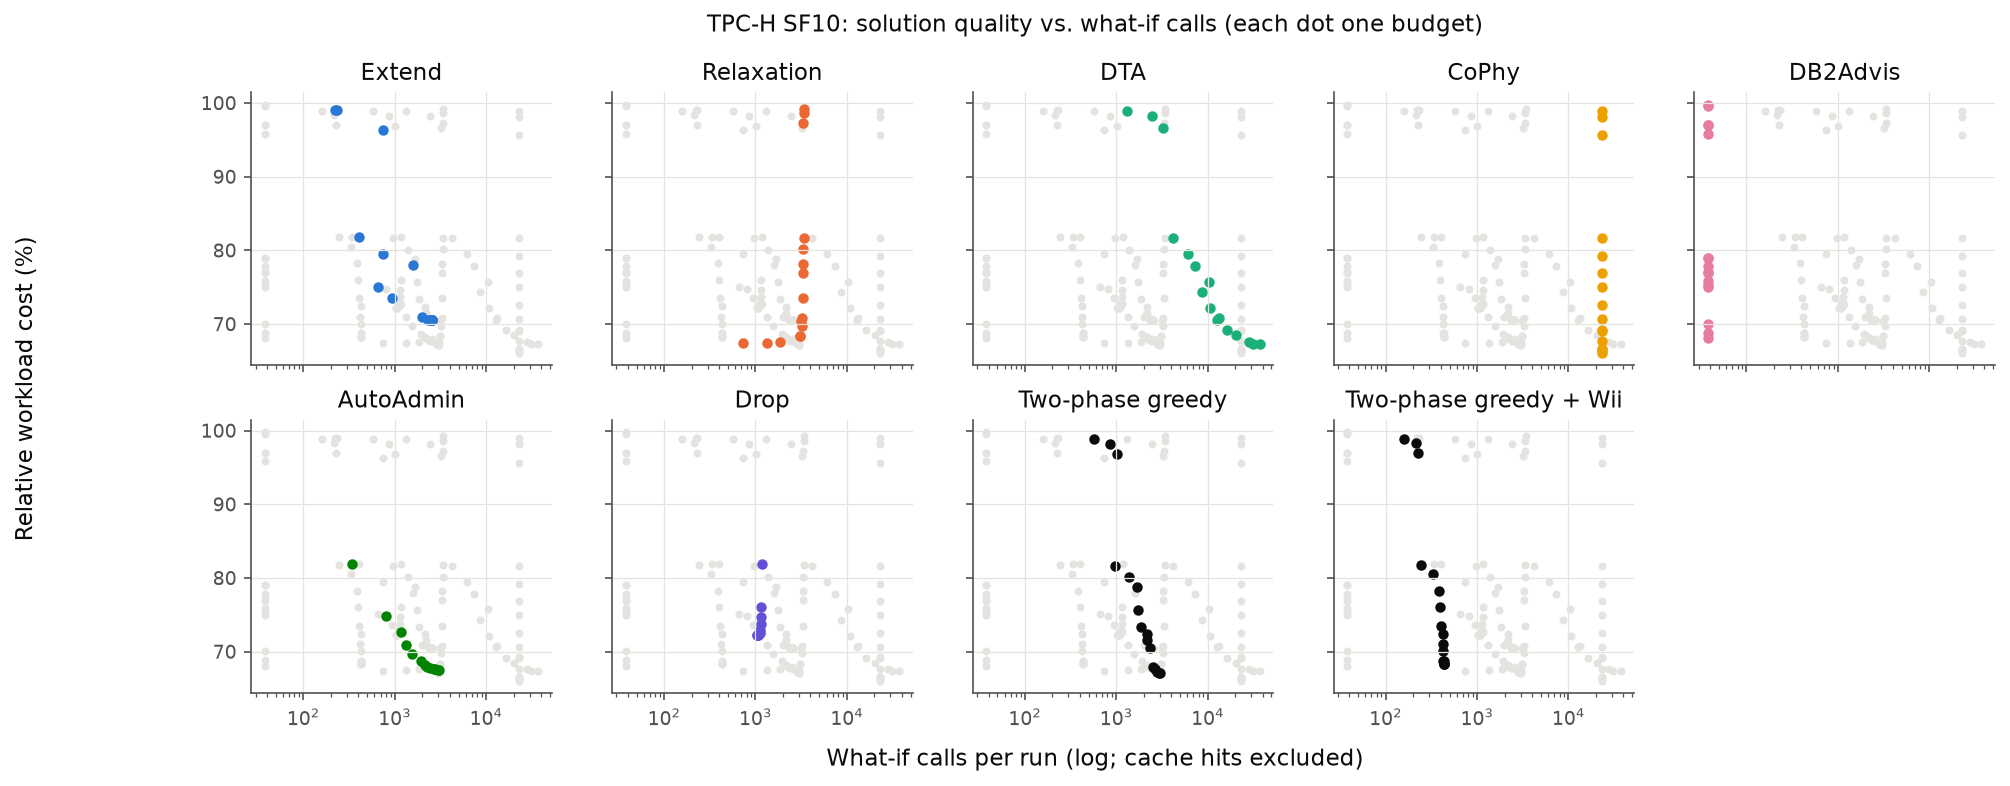 TPC-H SF10: solution quality vs. what-if calls (each dot one budget)
Extend Relaxation DTA CoPhy DB2Advis
100
90
80
70
AutoAdmin Drop Two-phase greedy Two-phase greedy + Wii
100
90
80
70
10² 10³ 10⁴ 10² 10³ 10⁴ 10² 10³ 10⁴ 10² 10³ 10⁴
Relative workload cost (%)
What-if calls per run (log; cache hits excluded)